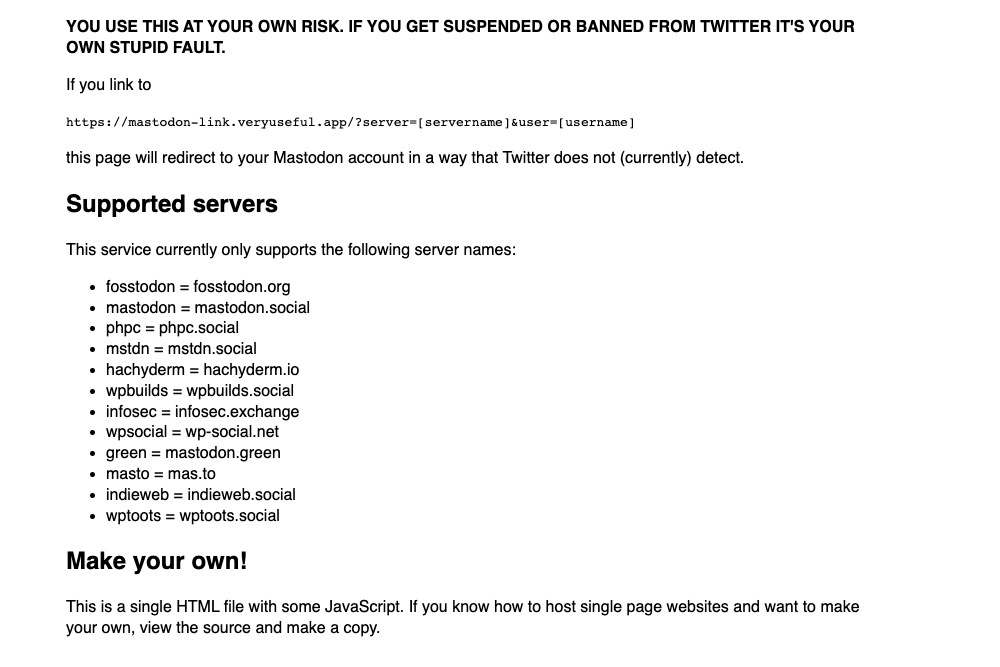 YOU USE THIS AT YOUR OWN RISK. IF YOU GET SUSPENDED OR BANNED FROM TWITTER IT'S YOUR
OWN STUPID FAULT.
If you link to
https://mastodon-link.veryuseful.app/?server=[servername]&user=[username]
this page will redirect to your Mastodon account in a way that Twitter does not (currently) detect.
Supported servers
This service currently only supports the following server names:
• fosstodon = fosstodon.org
• mastodon = mastodon.social
• phpc = phpc.social
• mstdn = mstdn.social
• hachyderm = hachyderm.io
• wpbuilds = wpbuilds.social
• infosec = infosec.exchange
• wpsocial = wp-social.net
• green = mastodon.green
• masto = mas.to
• indieweb = indieweb.social
• wptoots = wptoots.social
Make your own!
This is a single HTML file with some JavaScript. If you know how to host single page websites and want to make
your own, view the source and make a copy.